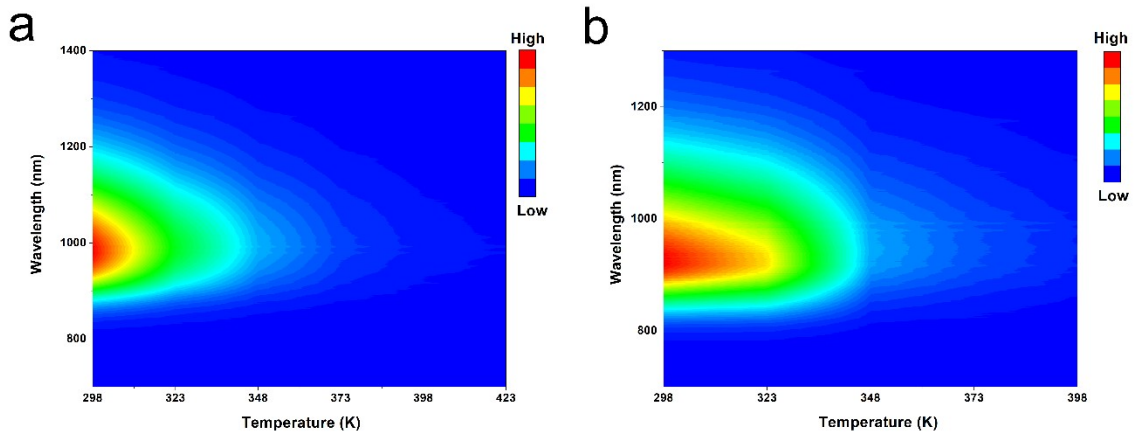 a
High
Low
1400
1200
1000
800
Wavelength (nm)
298 323 348 373 398 423
Temperature (K)
b
High
Low
1200
1000
800
Wavelength (nm)
298 323 348 373 398
Temperature (K)